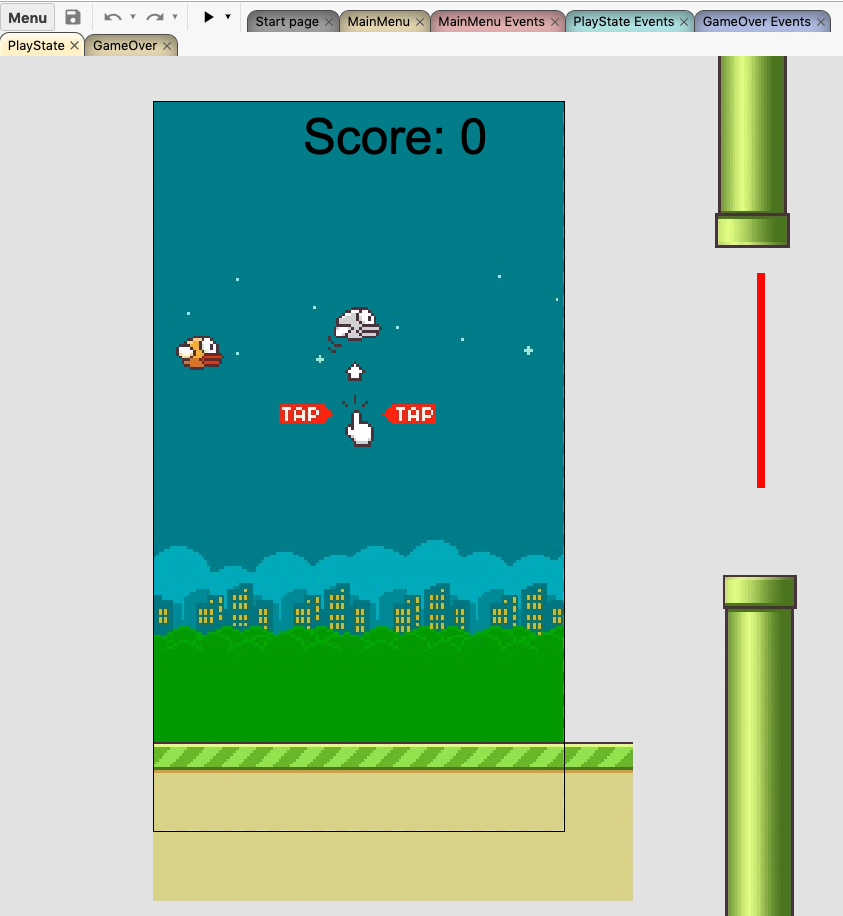 Menu Start page MainMenu MainMenu Events PlayState Events GameOver Events
PlayState GameOver
Score: 0
TAP TAP